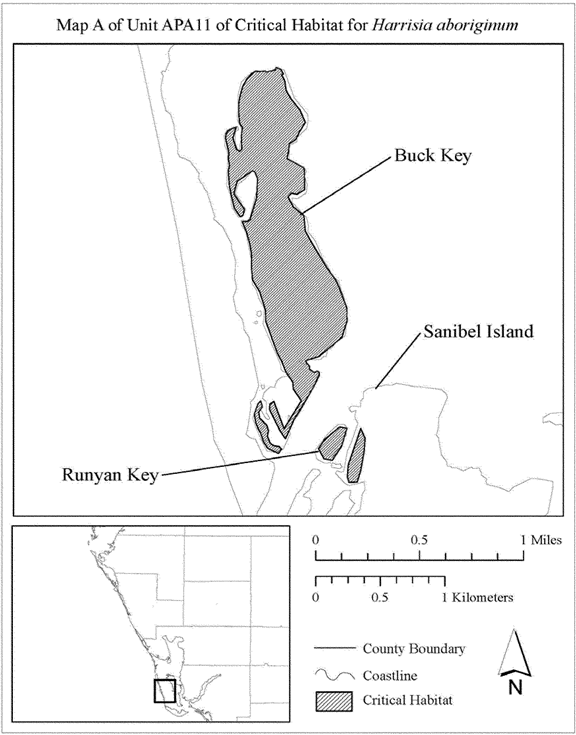 Map A of Unit APA11 of Critical Habitat for Harrisia aboriginum
Buck Key
Sanibel Island
Runyan Key
0 0.5 1 Miles
0 0.5 1 Kilometers
County Boundary
Coastline
Critical Habitat
N